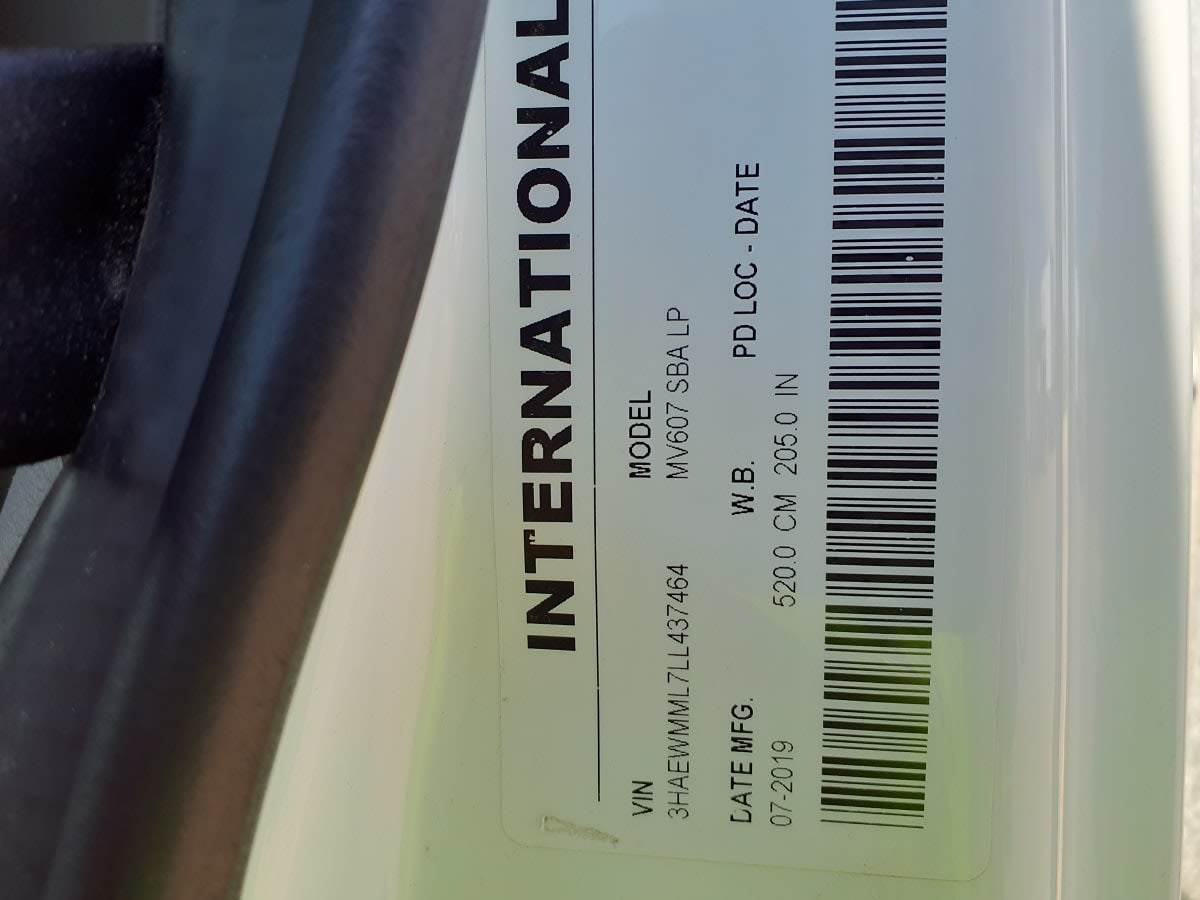 INTERNATIONAL
VIN MODEL
3HAEWMML7LL437464 MV607 SBA LP
DATE MFG. W.B. PD LOC - DATE
07-2019 520.0 CM 205.0 IN